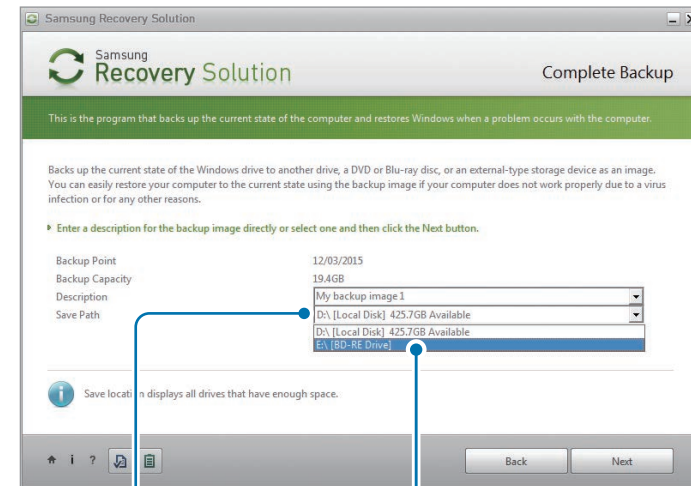 Samsung Recovery Solution
Samsung
Recovery Solution
Complete Backup
This is the program that backs up the current state of the computer and restores Windows when a problem occurs with the computer.
Backs up the current state of the Windows drive to another drive, a DVD or Blu-ray disc, or an external-type storage device as an image.
You can easily restore your computer to the current state using the backup image if your computer does not work properly due to a virus
infection or for any other reasons.
Enter a description for the backup image directly or select one and then click the Next button.
Backup Point 12/03/2015
Backup Capacity 19.4GB
Description My backup image 1
Save Path D:\ [Local Disk] 425.7GB Available
D:\ [Local Disk] 425.7GB Available
E:\ [BD-RE Drive]
i Save location displays all drives that have enough space.
i ? Back Next